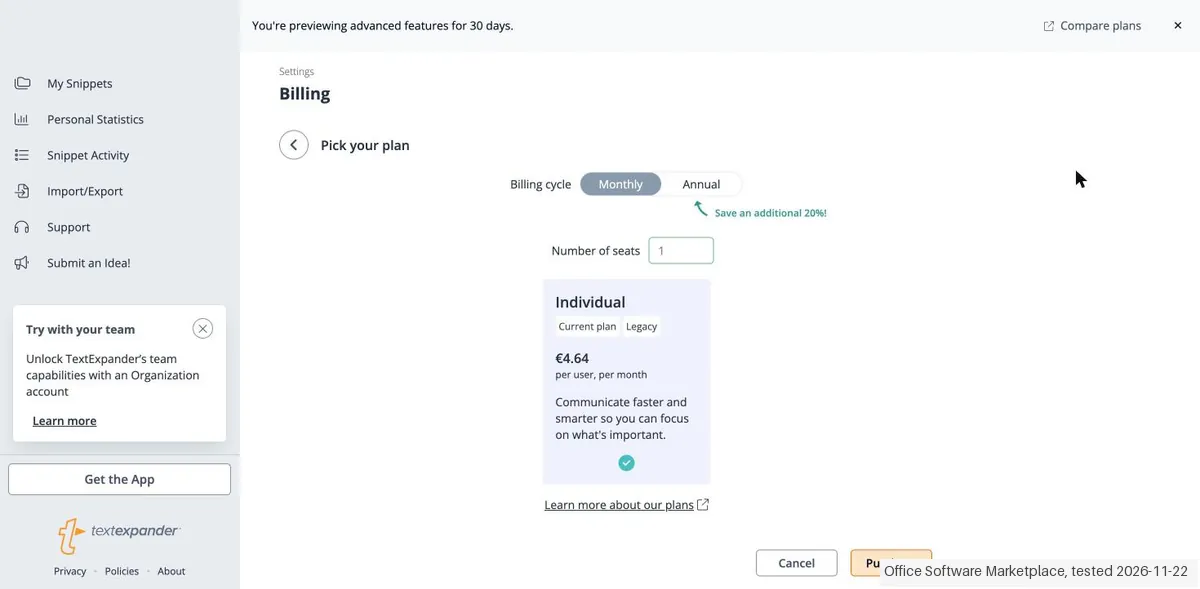 You're previewing advanced features for 30 days.
Compare plans
My Snippets
Personal Statistics
Snippet Activity
Import/Export
Support
Submit an Idea!
Try with your team
Unlock TextExpander's team
capabilities with an Organization
account
Learn more
Get the App
textexpander
Privacy
Policies
About
Settings
Billing
Pick your plan
Billing cycle
Monthly
Annual
Save an additional 20%!
Number of seats
1
Individual
Current plan
Legacy
€4.64
per user, per month
Communicate faster and
smarter so you can focus
on what's important.
Learn more about our plans
Cancel
Office Software Marketplace, tested 2026-11-22